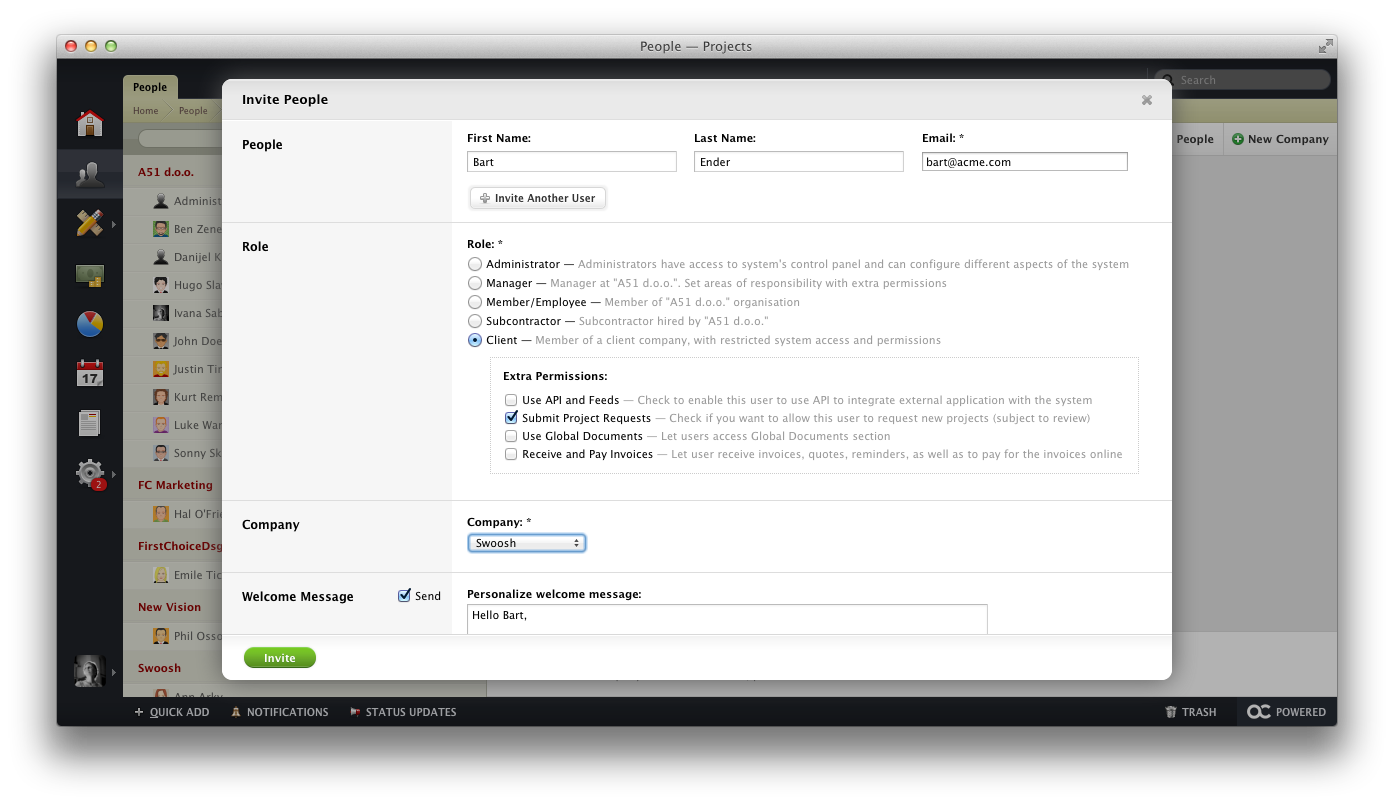 People — Projects
People
Search
Home People
People New Company
Invite People
People
First Name: Last Name: Email: *
Bart Ender bart@acme.com
Invite Another User
Role
Role: *
Administrator — Administrators have access to system's control panel and can configure different aspects of the system
Manager — Manager at "A51 d.o.o.". Set areas of responsibility with extra permissions
Member/Employee — Member of "A51 d.o.o." organisation
Subcontractor — Subcontractor hired by "A51 d.o.o."
Client — Member of a client company, with restricted system access and permissions
Extra Permissions:
Use API and Feeds — Check to enable this user to use API to integrate external application with the system
Submit Project Requests — Check if you want to allow this user to request new projects (subject to review)
Use Global Documents — Let users access Global Documents section
Receive and Pay Invoices — Let user receive invoices, quotes, reminders, as well as to pay for the invoices online
Company
Company: *
Swoosh
Welcome Message Send
Personalize welcome message:
Hello Bart,
Invite
A51 d.o.o.
Administ
Ben Zene
Danijel K
Hugo Sla
Ivana Sab
John Doe
Justin Tir
Kurt Rem
Luke War
Sonny Sk
FC Marketing
Hal O'Frie
FirstChoiceDsg
Emile Tic
New Vision
Phil Osso
Swoosh
Ann Arky
17
2
QUICK ADD NOTIFICATIONS STATUS UPDATES TRASH POWERED